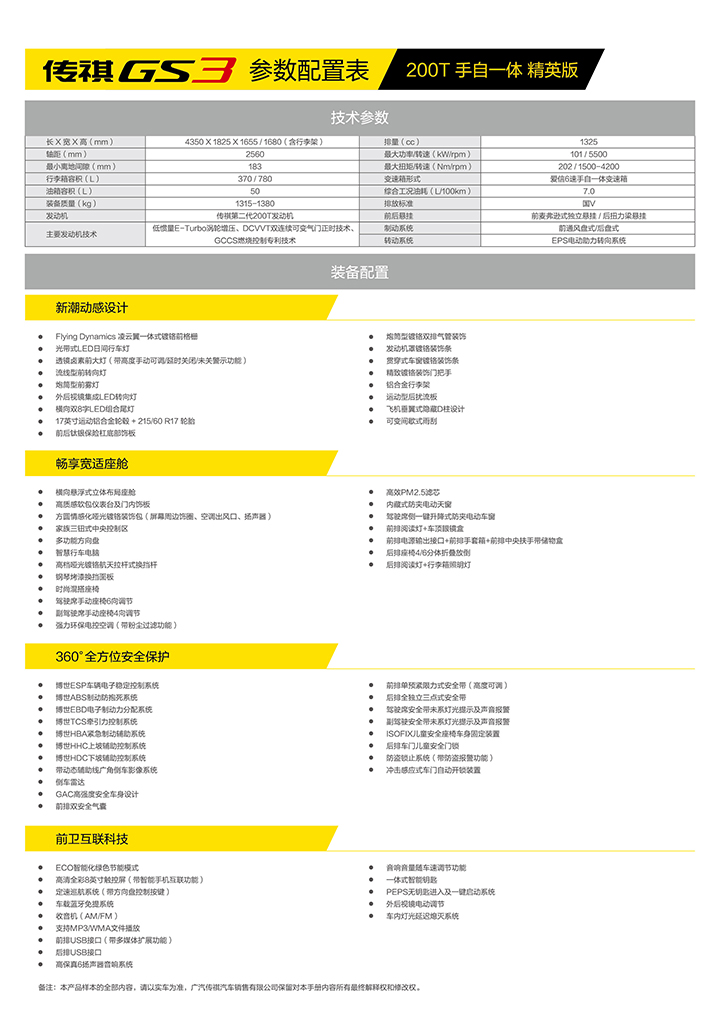 传祺 GS3 参数配置表 200T 手自一体 精英版
技术参数
长 X 宽 X 高（mm） 4350 X 1825 X 1655 / 1680（含行李架） 排量（cc） 1325
轴距（mm） 2560 最大功率/转速（kW/rpm） 101 / 5500
最小离地间隙（mm） 183 最大扭矩/转速（Nm/rpm） 202 / 1500-4200
行李箱容积（L） 370 / 780 变速箱形式 爱信6速手自一体变速箱
油箱容积（L） 50 综合工况油耗（L/100km） 7.0
装备质量（kg） 1315-1380 排放标准 国V
发动机 传祺第二代200T发动机 前后悬挂 前麦弗逊式独立悬挂 / 后扭力梁悬挂
主要发动机技术 低惯量E-Turbo涡轮增压、DCVVT双连续可变气门正时技术、 制动系统 前通风盘式/后盘式
GCCS燃烧控制专利技术 转动系统 EPS电动助力转向系统
装备配置
新潮动感设计
Flying Dynamics 凌云翼一体式镀铬前格栅
光带式LED日间行车灯
透镜卤素前大灯（带高度手动可调/延时关闭/未关警示功能）
流线型前转向灯
炮筒型前雾灯
外后视镜集成LED转向灯
横向双8字LED组合尾灯
17英寸运动铝合金轮毂 + 215/60 R17 轮胎
前后钛银保险杠底部饰板
炮筒型镀铬双排气管装饰
发动机罩镀铬装饰条
贯穿式车窗镀铬装饰条
精致镀铬装饰门把手
铝合金行李架
运动型后扰流板
飞机垂翼式隐藏D柱设计
可变间歇式雨刮
畅享宽适座舱
横向悬浮式立体布局座舱
高质感软包仪表台及门内饰板
方圆情感化哑光镀铬装饰包（屏幕周边饰圈、空调出风口、扬声器）
家族三钮式中央控制区
多功能方向盘
智慧行车电脑
高档哑光镀铬航天拉杆式换挡杆
钢琴烤漆换挡面板
时尚混搭座椅
驾驶席手动座椅6向调节
副驾驶席手动座椅4向调节
强力环保电控空调（带粉尘过滤功能）
高效PM2.5滤芯
内藏式防夹电动天窗
驾驶席侧一键升降式防夹电动车窗
前排阅读灯+车顶眼镜盒
前排电源输出接口+前排手套箱+前排中央扶手带储物盒
后排座椅4/6分体折叠放倒
后排阅读灯+行李箱照明灯
360°全方位安全保护
博世ESP车辆电子稳定控制系统
博世ABS制动防抱死系统
博世EBD电子制动力分配系统
博世TCS牵引力控制系统
博世HBA紧急制动辅助系统
博世HHC上坡辅助控制系统
博世HDC下坡辅助控制系统
带动态辅助线广角倒车影像系统
倒车雷达
GAC高强度安全车身设计
前排双安全气囊
前排单预紧限力式安全带（高度可调）
后排全独立三点式安全带
驾驶席安全带未系灯光提示及声音报警
副驾驶安全带未系灯光提示及声音报警
ISOFIX儿童安全座椅车身固定装置
后排车门儿童安全门锁
防盗锁止系统（带防盗报警功能）
冲击感应式车门自动开锁装置
前卫互联科技
ECO智能化绿色节能模式
高清全彩8英寸触控屏（带智能手机互联功能）
定速巡航系统（带方向盘控制按键）
车载蓝牙免提系统
收音机（AM/FM）
支持MP3/WMA文件播放
前排USB接口（带多媒体扩展功能）
后排USB接口
高保真6扬声器音响系统
音响音量随车速调节功能
一体式智能钥匙
PEPS无钥匙进入及一键启动系统
外后视镜电动调节
车内灯光延迟熄灭系统
备注：本产品样本的全部内容，请以实车为准，广汽传祺汽车销售有限公司保留对本手册内容所有最终解释权和修改权。